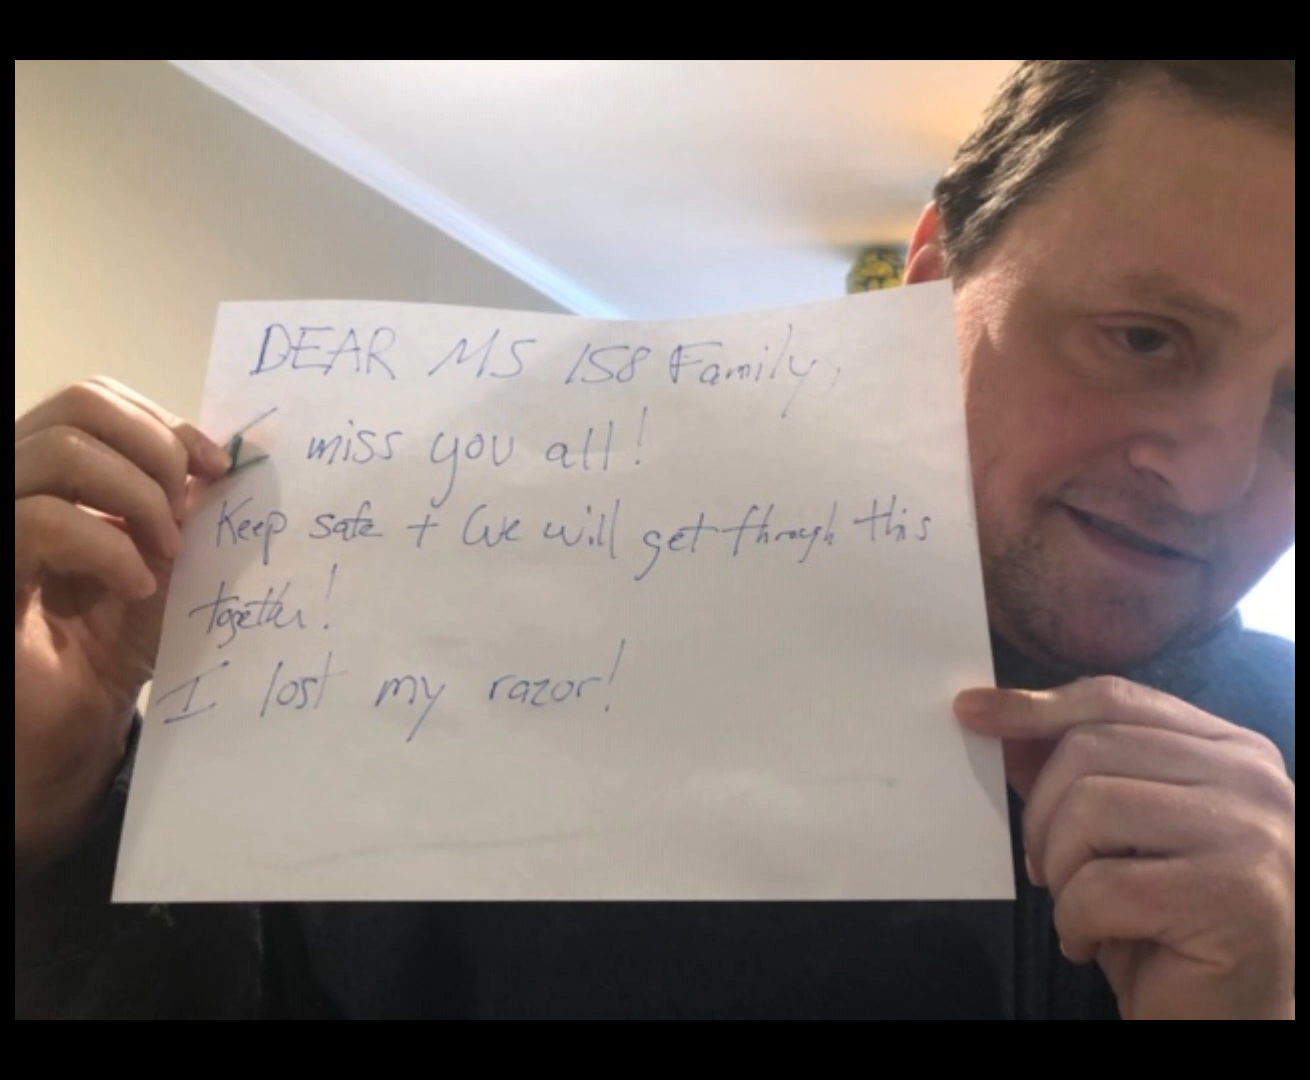 DEAR MS 158 Family,
I miss you all!
Keep safe + We will get through this
together!
I lost my razor!